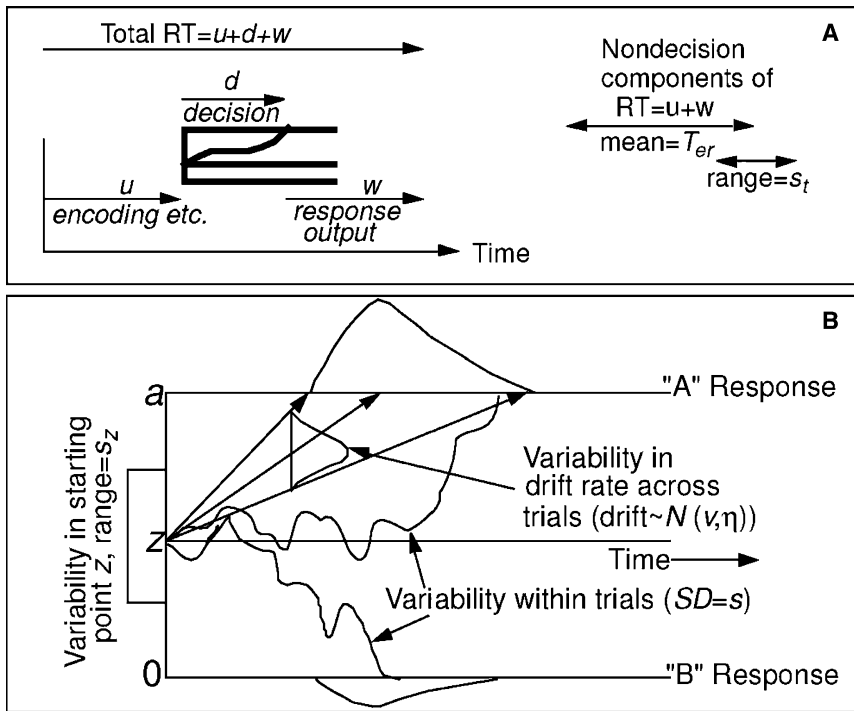 A
Total RT=u+d+w
d
decision
u
encoding etc.
w
response
output
Time
Nondecision
components of
RT=u+w
mean=Ter
range=st
B
a
"A" Response
Variability in starting
point z, range=sz
Variability in
drift rate across
trials (drift~N (v,η))
z
Time
Variability within trials (SD=s)
0
"B" Response